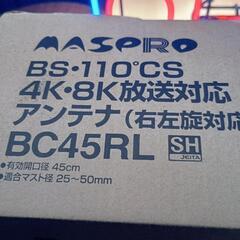 MASPRO
BS・110°CS
4K・8K放送対応
アンテナ(右左旋対応)
BC45RL
SH
JEITA
●有効開口径 45cm
●適合マスト径 25〜50mm